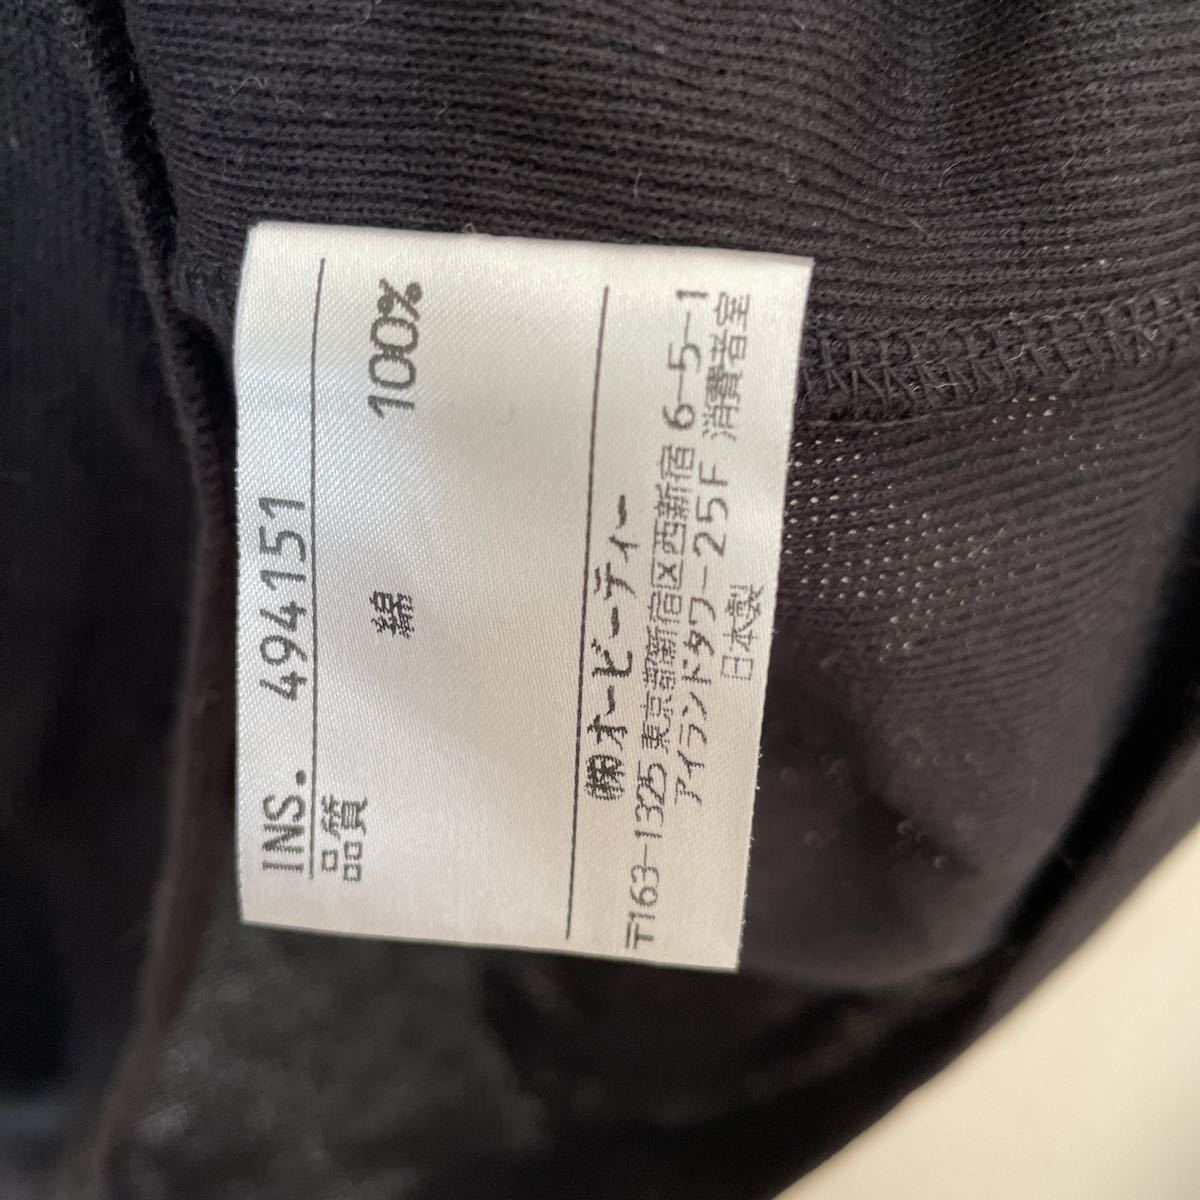 INS. 494151
品質
綿 100%
㈱オービーティー
〒163-1325 東京都新宿区西新宿 6-5-1
アイランドタワー25F 消費者室
日本製